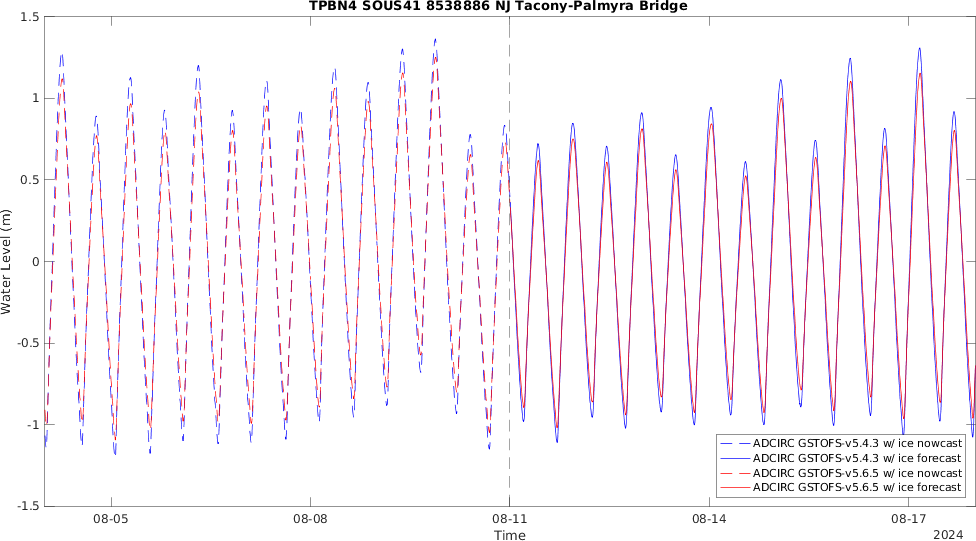 TPBN4 SOUS41 8538886 NJ Tacony-Palmyra Bridge
1.5
1
0.5
0
-0.5
-1
-1.5
Water Level (m)
08-05
08-08
08-11
08-14
08-17
Time
2024
ADCIRC GSTOFS-v5.4.3 w/ ice nowcast
ADCIRC GSTOFS-v5.4.3 w/ ice forecast
ADCIRC GSTOFS-v5.6.5 w/ ice nowcast
ADCIRC GSTOFS-v5.6.5 w/ ice forecast